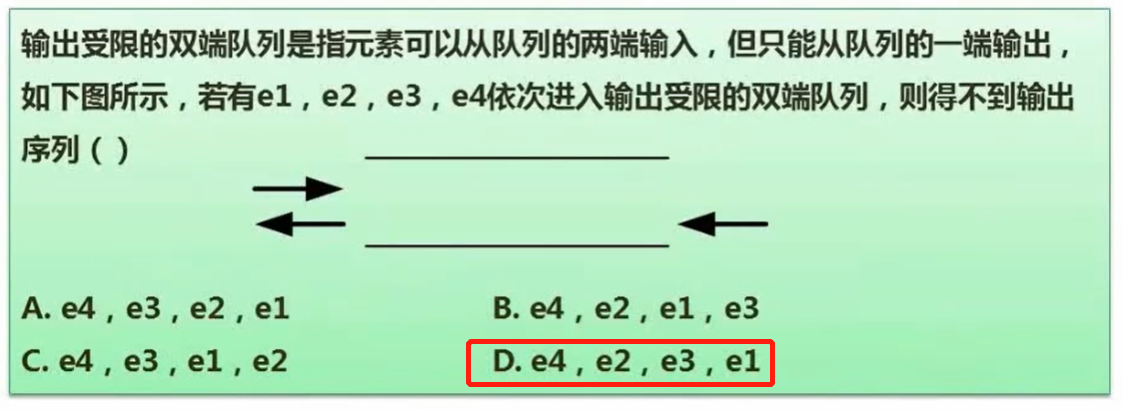 输出受限的双端队列是指元素可以从队列的两端输入，但只能从队列的一端输出，
如下图所示，若有e1，e2，e3，e4依次进入输出受限的双端队列，则得不到输出
序列（ ）
A. e4，e3，e2，e1 B. e4，e2，e1，e3
C. e4，e3，e1，e2 D. e4，e2，e3，e1